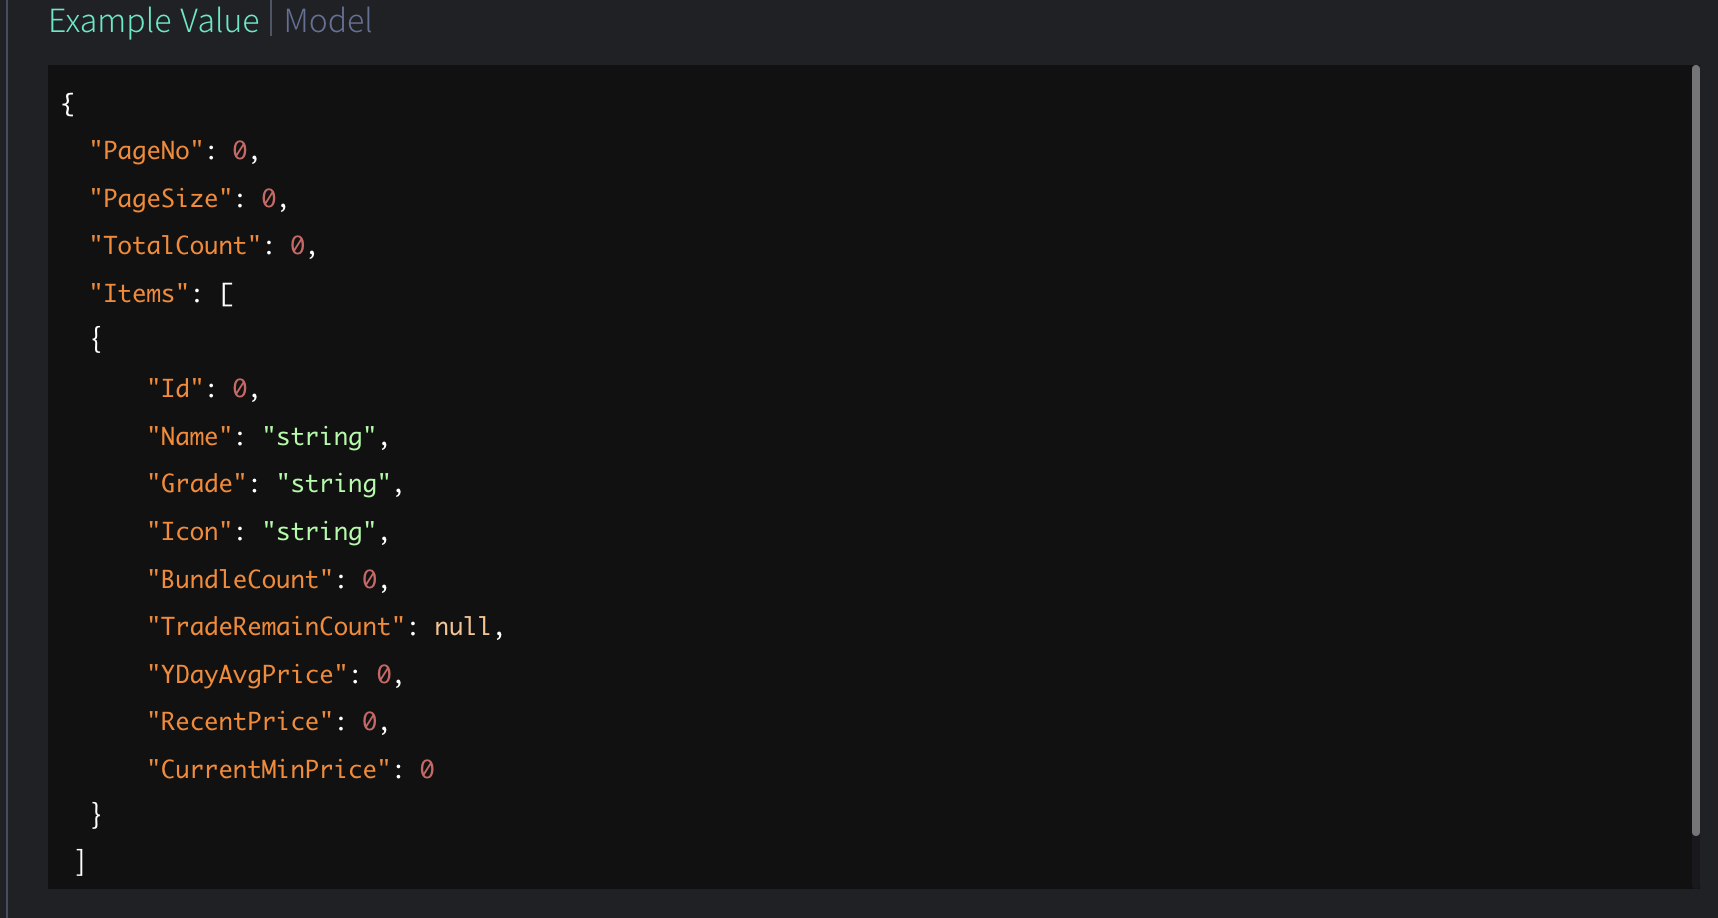 Example Value | Model
{
"PageNo": 0,
"PageSize": 0,
"TotalCount": 0,
"Items": [
{
"Id": 0,
"Name": "string",
"Grade": "string",
"Icon": "string",
"BundleCount": 0,
"TradeRemainCount": null,
"YDayAvgPrice": 0,
"RecentPrice": 0,
"CurrentMinPrice": 0
}
]